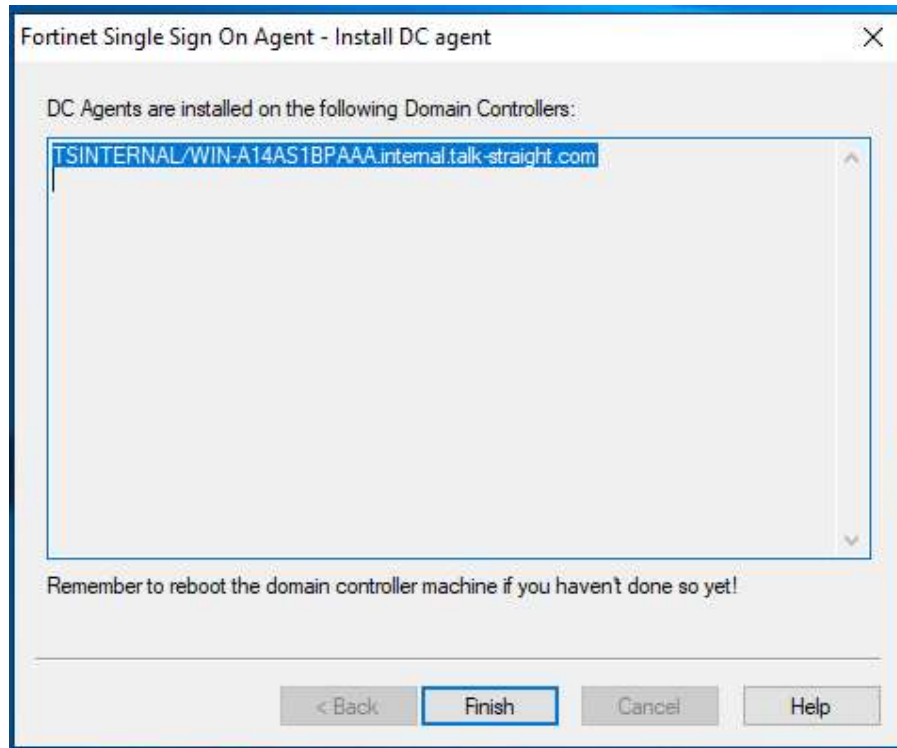 Fortinet Single Sign On Agent - Install DC agent
DC Agents are installed on the following Domain Controllers:
TSINTERNAL/WIN-A14AS1BPAAA.internal.talk-straight.com
Remember to reboot the domain controller machine if you haven't done so yet!
< Back Finish Cancel Help